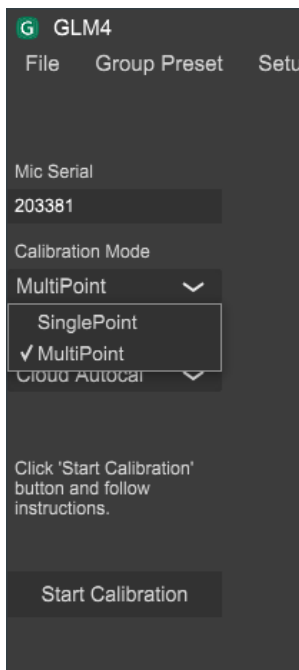 G GLM4
File Group Preset Setu
Mic Serial
203381
Calibration Mode
MultiPoint
SinglePoint
✓ MultiPoint
Cloud Autocal
Click 'Start Calibration'
button and follow
instructions.
Start Calibration